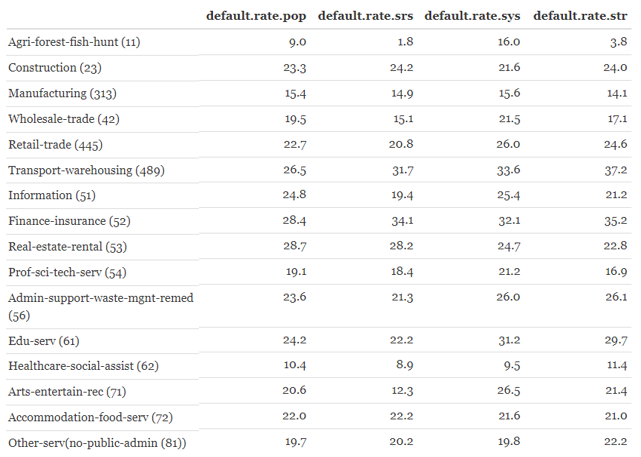 default.rate.pop default.rate.srs default.rate.sys default.rate.str
Agri-forest-fish-hunt (11) 9.0 1.8 16.0 3.8
Construction (23) 23.3 24.2 21.6 24.0
Manufacturing (313) 15.4 14.9 15.6 14.1
Wholesale-trade (42) 19.5 15.1 21.5 17.1
Retail-trade (445) 22.7 20.8 26.0 24.6
Transport-warehousing (489) 26.5 31.7 33.6 37.2
Information (51) 24.8 19.4 25.4 21.2
Finance-insurance (52) 28.4 34.1 32.1 35.2
Real-estate-rental (53) 28.7 28.2 24.7 22.8
Prof-sci-tech-serv (54) 19.1 18.4 21.2 16.9
Admin-support-waste-mgnt-remed 23.6 21.3 26.0 26.1
(56)
Edu-serv (61) 24.2 22.2 31.2 29.7
Healthcare-social-assist (62) 10.4 8.9 9.5 11.4
Arts-entertain-rec (71) 20.6 12.3 26.5 21.4
Accommodation-food-serv (72) 22.0 22.2 21.6 21.0
Other-serv(no-public-admin (81)) 19.7 20.2 19.8 22.2